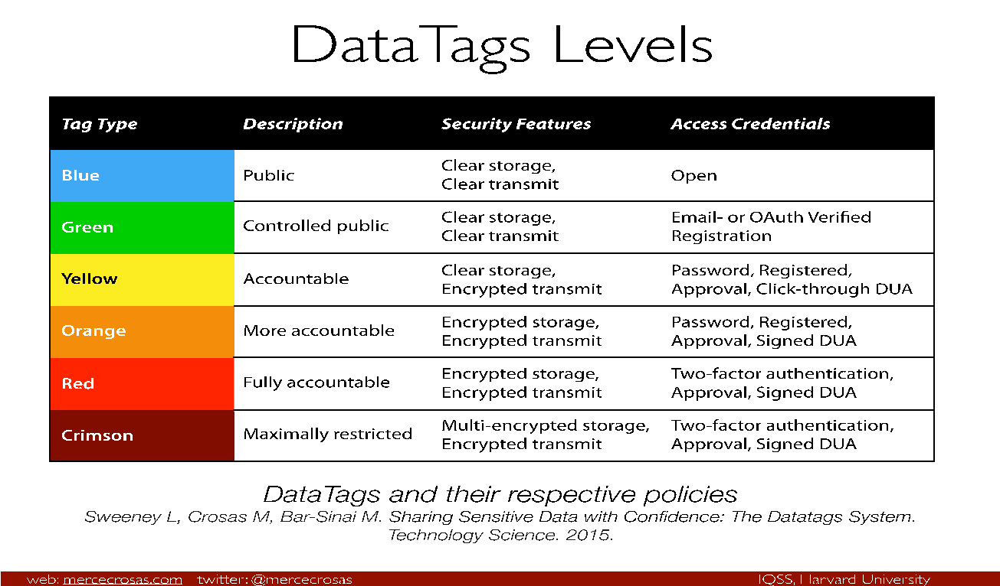 DataTags Levels
Tag Type Description Security Features Access Credentials
Blue Public Clear storage, Open
Clear transmit
Green Controlled public Clear storage, Email- or OAuth Verified
Clear transmit Registration
Yellow Accountable Clear storage, Password, Registered,
Encrypted transmit Approval, Click-through DUA
Orange More accountable Encrypted storage, Password, Registered,
Encrypted transmit Approval, Signed DUA
Red Fully accountable Encrypted storage, Two-factor authentication,
Encrypted transmit Approval, Signed DUA
Crimson Maximally restricted Multi-encrypted storage, Two-factor authentication,
Encrypted transmit Approval, Signed DUA
DataTags and their respective policies
Sweeney L, Crosas M, Bar-Sinai M. Sharing Sensitive Data with Confidence: The Datatags System.
Technology Science. 2015.
web: mercecrosas.com twitter: @mercecrosas IQSS, Harvard University